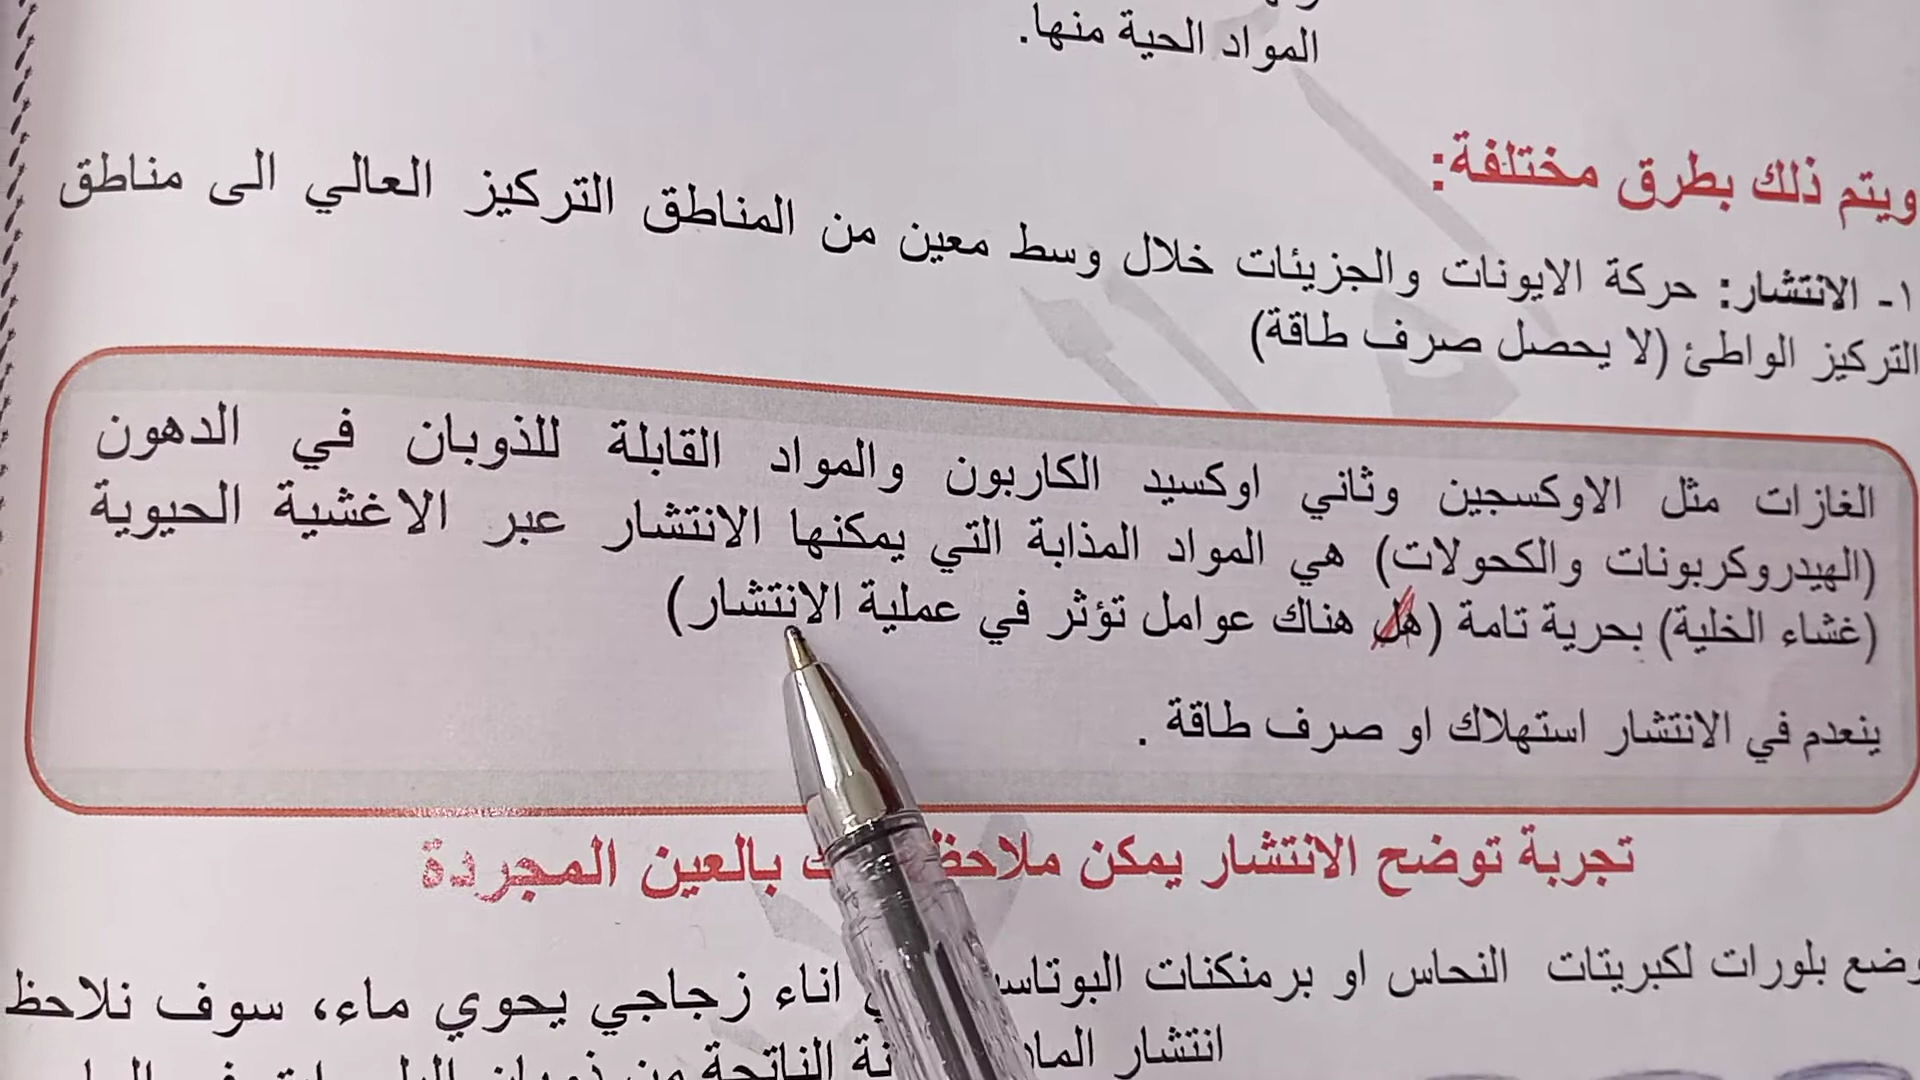 المواد الحية منها.
ويتم ذلك بطرق مختلفة:
١- الانتشار: حركة الايونات والجزيئات خلال وسط معين من المناطق التركيز العالي الى مناطق
التركيز الواطئ (لا يحصل صرف طاقة)
الغازات مثل الاوكسجين وثاني اوكسيد الكاربون والمواد القابلة للذوبان في الدهون
(الهيدروكربونات والكحولات) هي المواد المذابة التي يمكنها الانتشار عبر الاغشية الحيوية
(غشاء الخلية) بحرية تامة (هل هناك عوامل تؤثر في عملية الانتشار)
ينعدم في الانتشار استهلاك او صرف طاقة .
تجربة توضح الانتشار يمكن بالعين المجردة
وضع بلورات لكبريتات النحاس او برمنكنات اناء زجاجي يحوي ماء، سوف نلاحظ
انتشار الناتجة من ذوبان